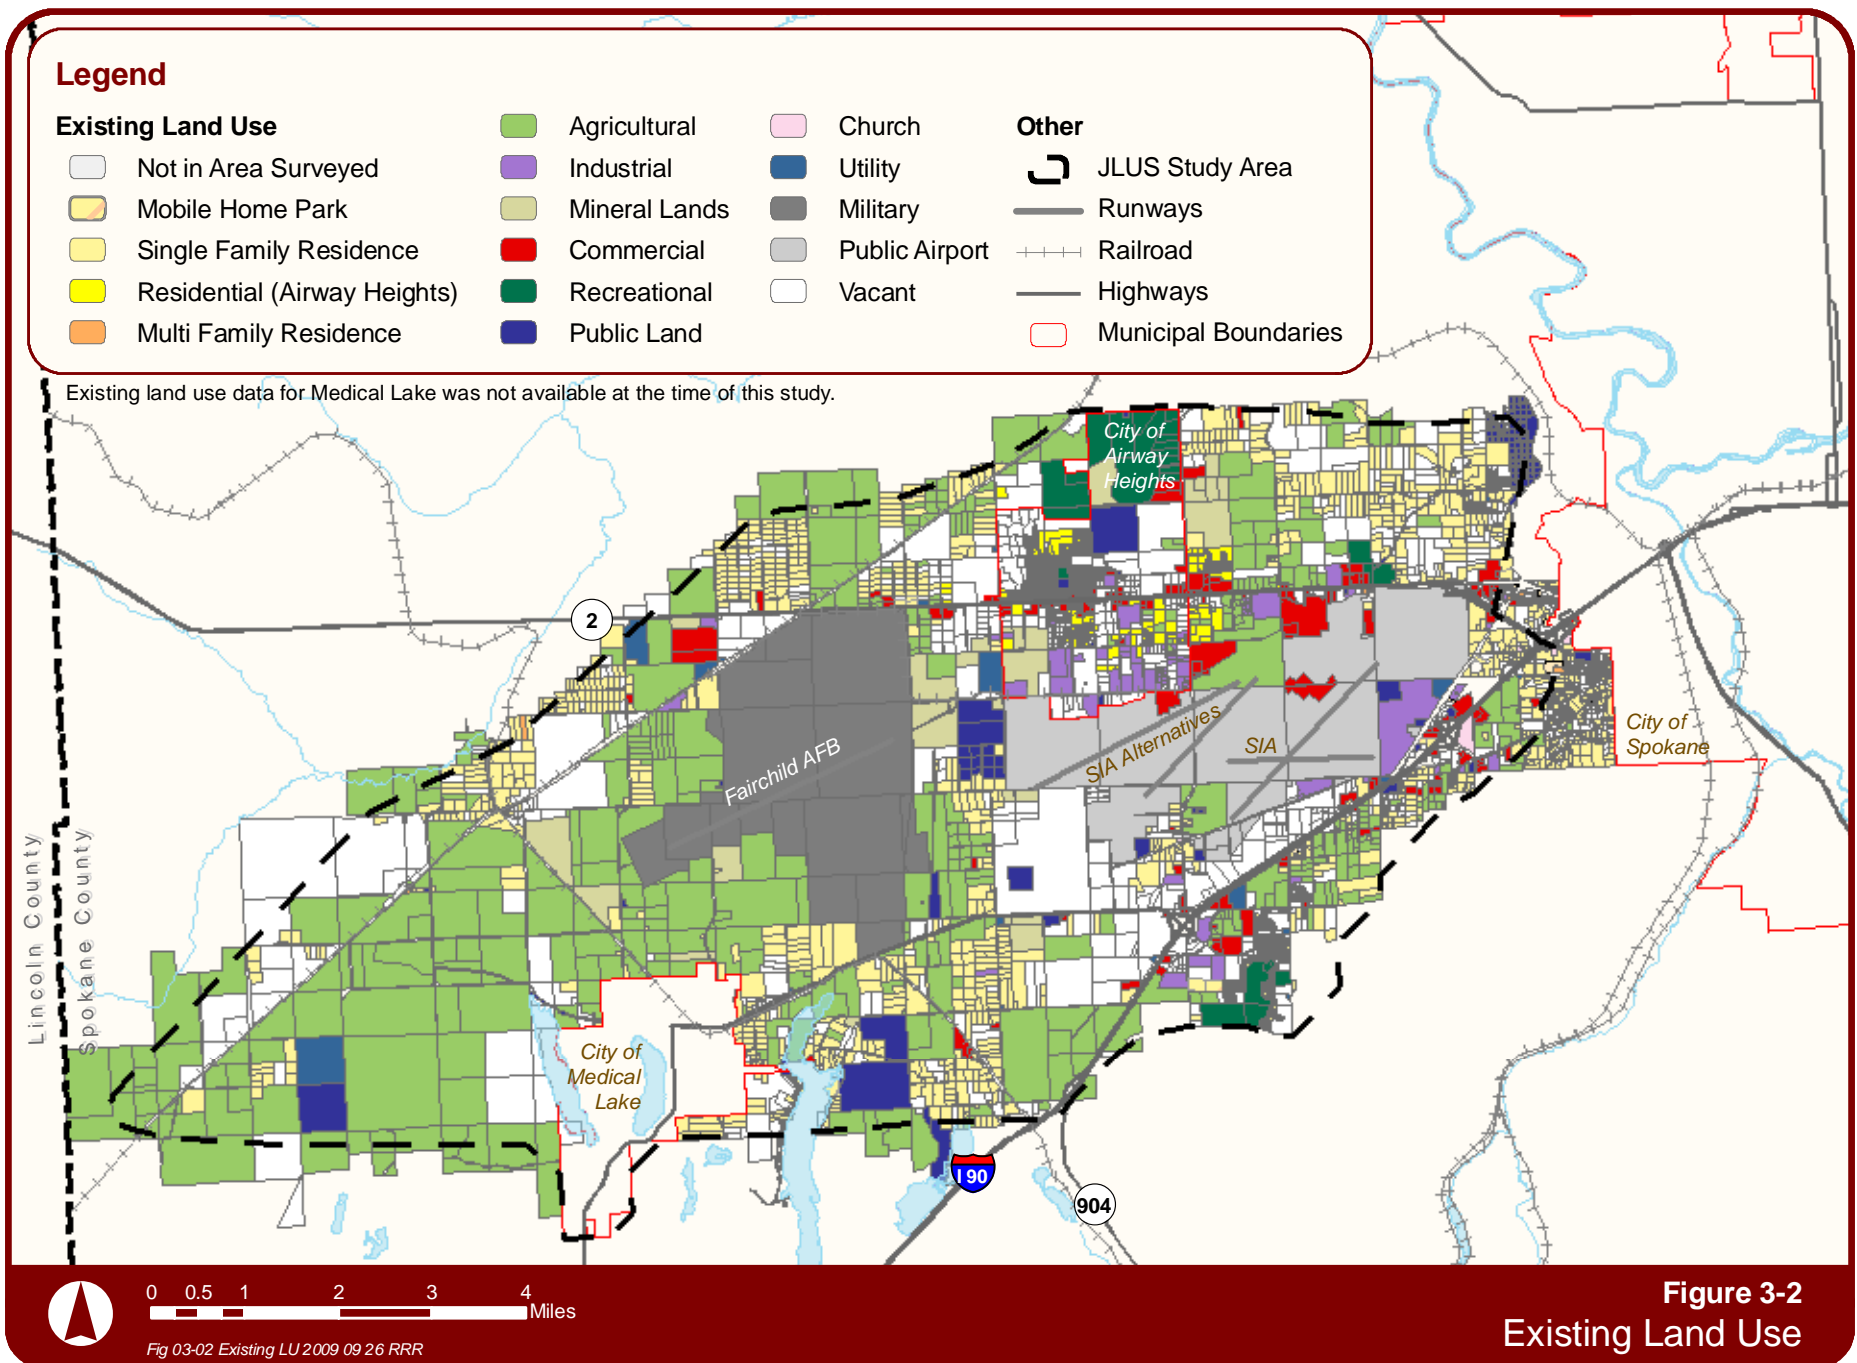 Legend
Existing Land Use
Not in Area Surveyed
Mobile Home Park
Single Family Residence
Residential (Airway Heights)
Multi Family Residence
Agricultural
Industrial
Mineral Lands
Commercial
Recreational
Public Land
Church
Utility
Military
Public Airport
Vacant
Other
JLUS Study Area
Runways
Railroad
Highways
Municipal Boundaries
Existing land use data for Medical Lake was not available at the time of this study.
City of
Airway
Heights
2
Fairchild AFB
SIA Alternatives
SIA
City of
Spokane
Lincoln County
Spokane County
City of
Medical
Lake
I 90
904
0 0.5 1 2 3 4
Miles
Fig 03-02 Existing LU 2009 09 26 RRR
Figure 3-2
Existing Land Use